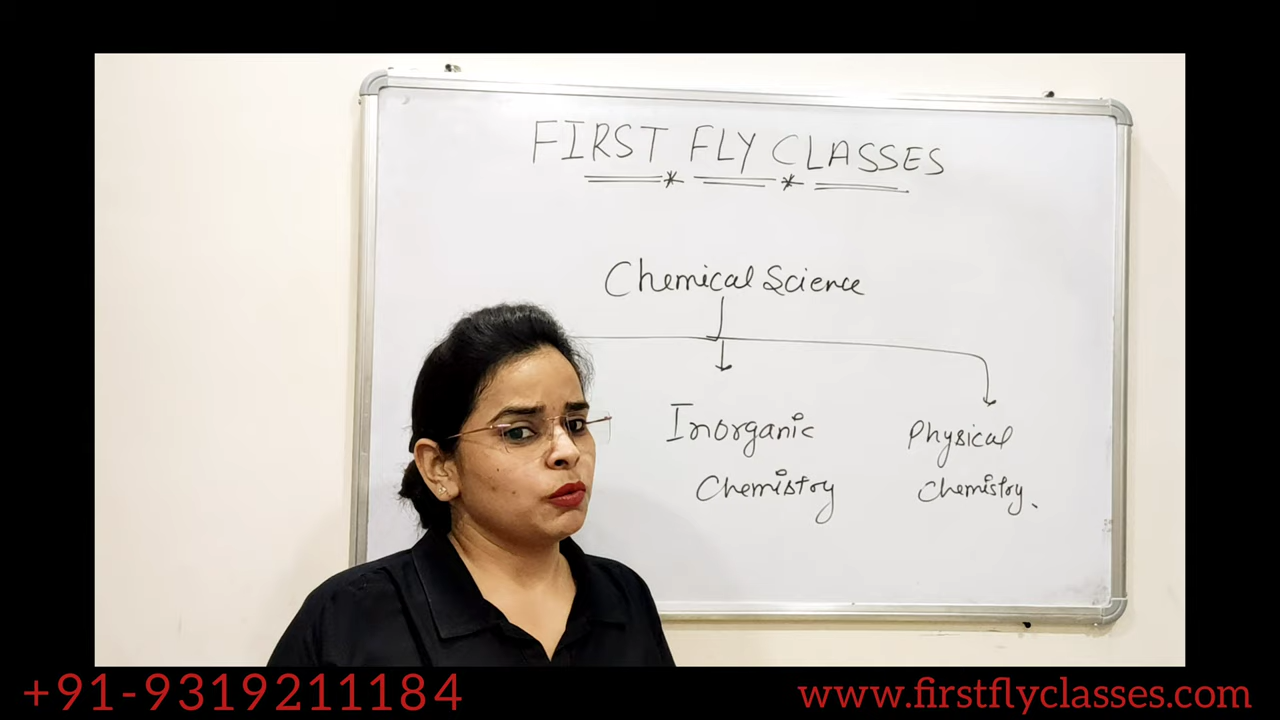 FIRST FLY CLASSES
Chemical Science
Inorganic
Chemistry
Physical
Chemistry.
+91-9319211184
www.firstflyclasses.com